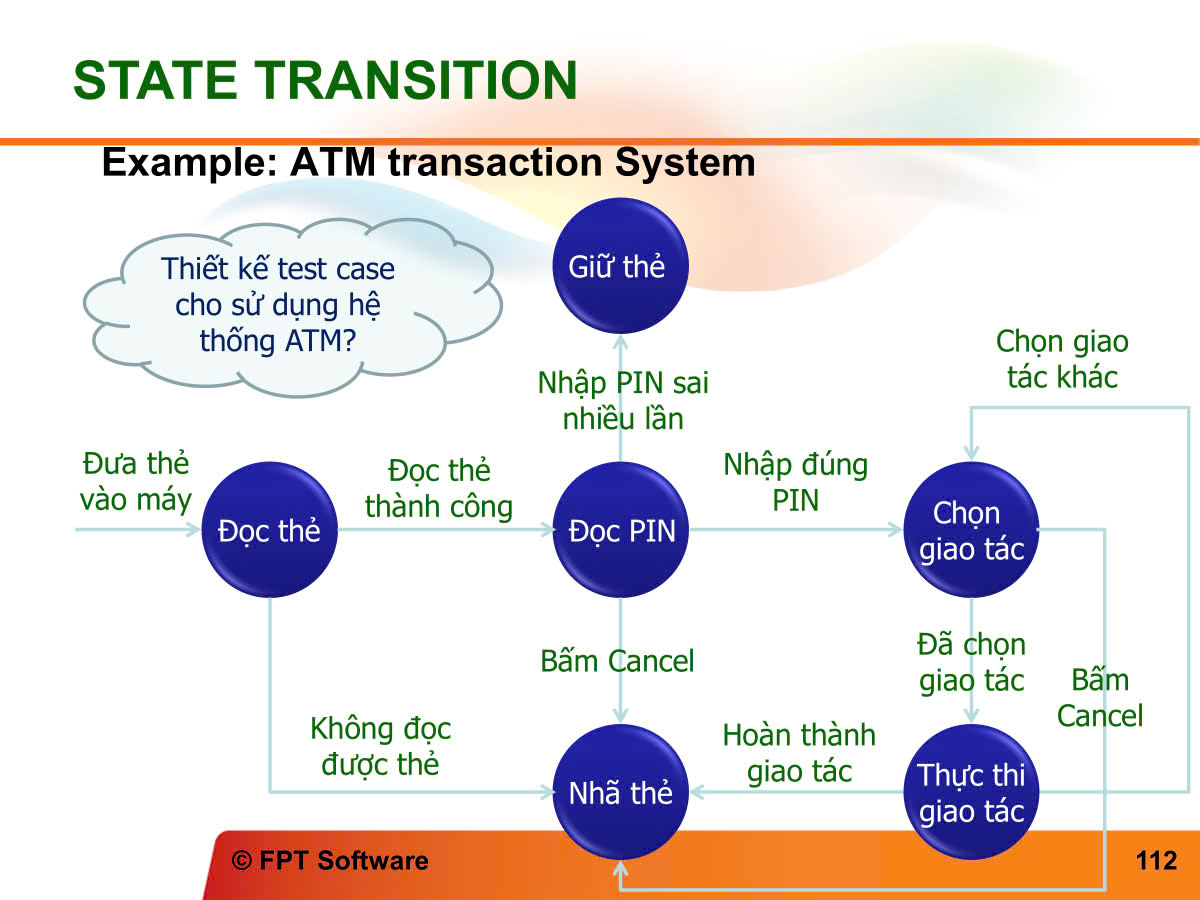 STATE TRANSITION
Example: ATM transaction System
Thiết kế test case
cho sử dụng hệ
thống ATM?
Giữ thẻ
Chọn giao
tác khác
Nhập PIN sai
nhiều lần
Đưa thẻ
vào máy
Đọc thẻ
Đọc thẻ
thành công
Đọc PIN
Nhập đúng
PIN
Chọn
giao tác
Bấm Cancel
Đã chọn
giao tác
Bấm
Cancel
Không đọc
được thẻ
Nhã thẻ
Hoàn thành
giao tác
Thực thi
giao tác
© FPT Software
112